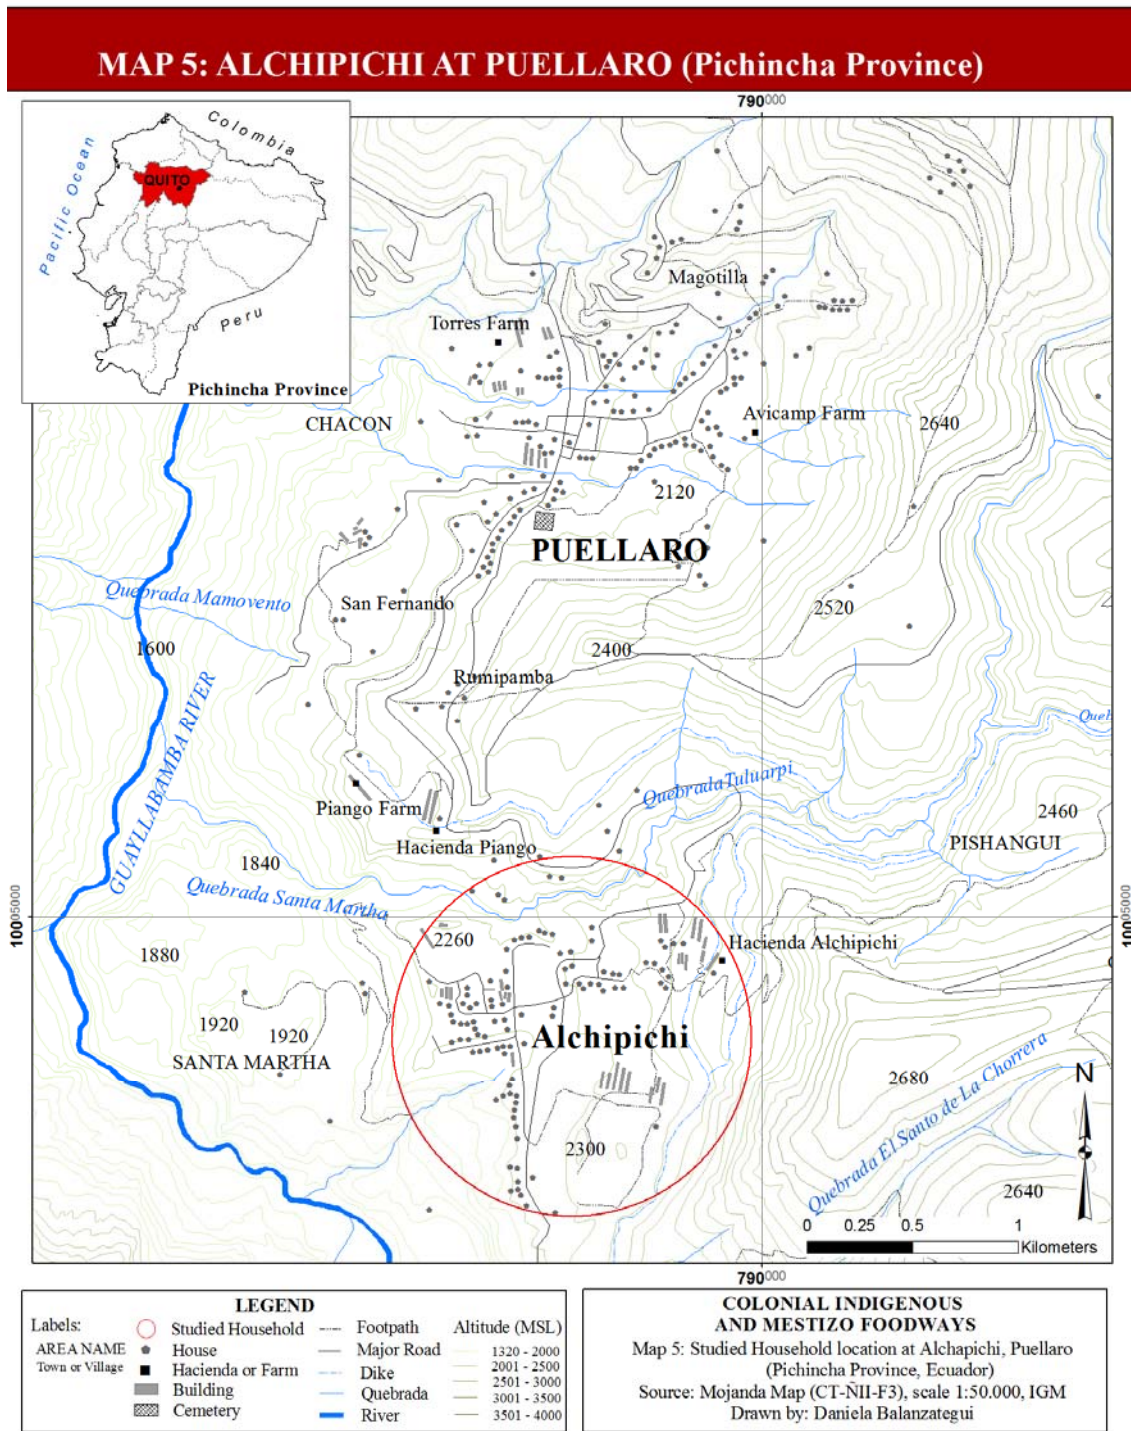 MAP 5: ALCHIPICHI AT PUELLARO (Pichincha Province)
790000
Colombia
Pacific Ocean
QUITO
Peru
Pichincha Province
Magotilla
Torres Farm
Avicamp Farm
CHACON
2640
2120
PUELLARO
Quebrada Mamovento
San Fernando
2520
1600
2400
Rumipamba
GUAYLLABAMBA RIVER
Queb
Quebrada Tuluarpi
Piango Farm
2460
Hacienda Piango
PISHANGUI
1840
Quebrada Santa Martha
1005000
1005000
2260
Hacienda Alchipichi
1880
1920
1920
Alchipichi
SANTA MARTHA
2680
N
Quebrada El Santo de La Chorrera
2300
2640
0 0.25 0.5 1
Kilometers
790000
LEGEND
Labels:
AREA NAME
Town or Village
Studied Household
House
Hacienda or Farm
Building
Cemetery
Footpath
Major Road
Dike
Quebrada
River
Altitude (MSL)
1320 - 2000
2001 - 2500
2501 - 3000
3001 - 3500
3501 - 4000
COLONIAL INDIGENOUS
AND MESTIZO FOODWAYS
Map 5: Studied Household location at Alchapichi, Puellaro
(Pichincha Province, Ecuador)
Source: Mojanda Map (CT-ÑII-F3), scale 1:50.000, IGM
Drawn by: Daniela Balanzategui